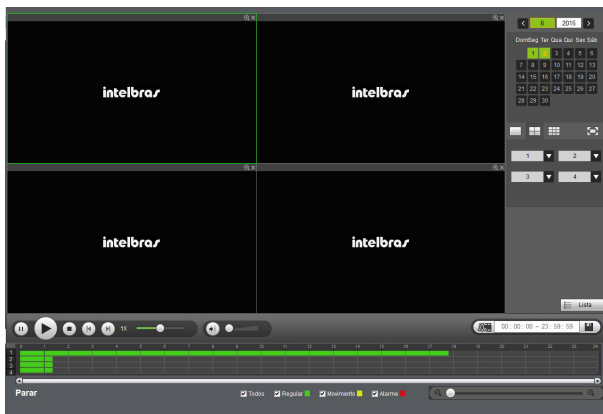 6 2015
DomSeg Ter Qua Qui Sex Sáb
1 2 3 4 5 6
7 8 9 10 11 12 13
14 15 16 17 18 19 20
21 22 23 24 25 26 27
28 29 30
intelbras intelbras
1 2
3 4
intelbras intelbras
Lista
1X
00: 00: 00 - 23: 59: 59
0 1 2 3 4 5 6 7 8 9 10 11 12 13 14 15 16 17 18 19 20 21 22 23 24
1
2
3
4
Parar Todos Regular Movimento Alarme